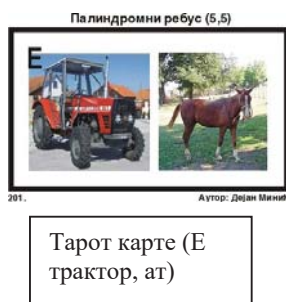 Палиндромни ребус (5,5)
Е
201.
Аутор: Дејан Минић
Тарот карте (Е
трактор, ат)